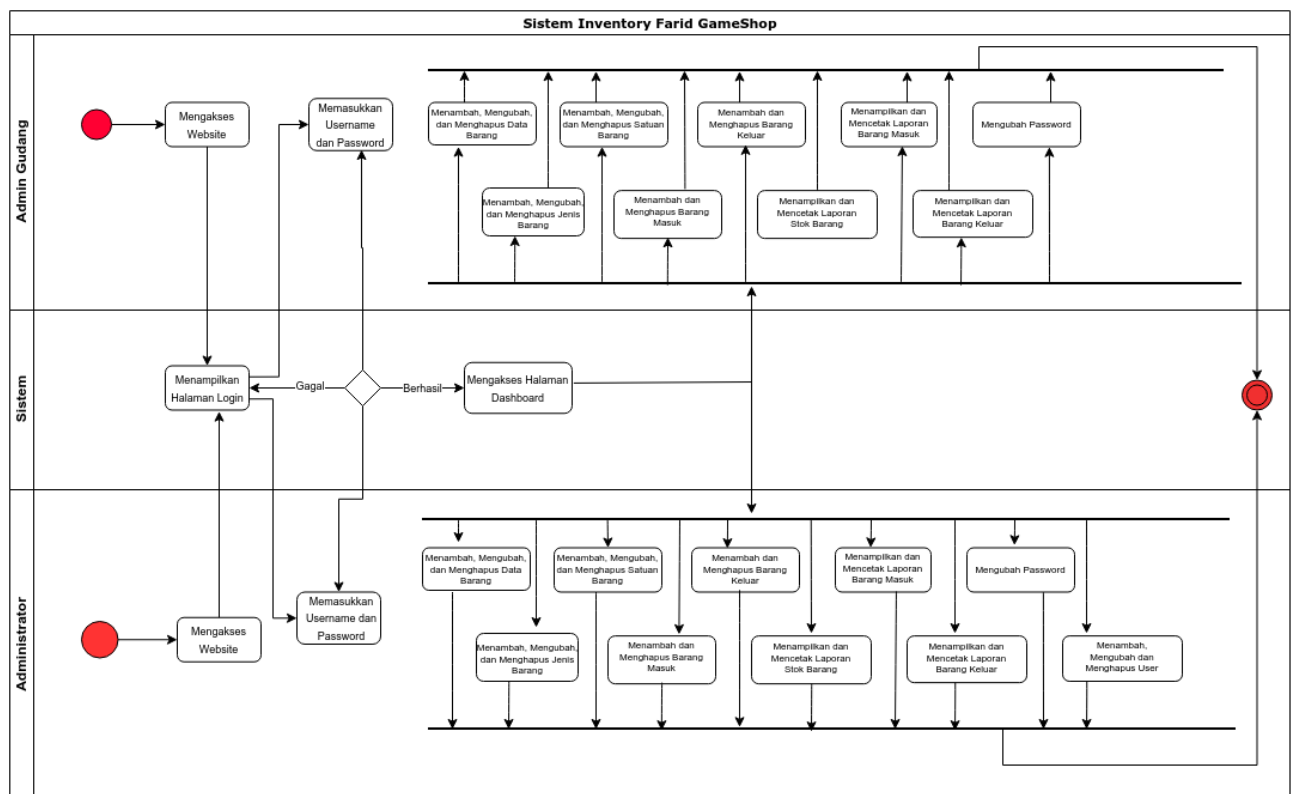 Sistem Inventory Farid GameShop
Admin Gudang
Mengakses
Website
Memasukkan
Username
dan Password
Menambah, Mengubah,
dan Menghapus Data
Barang
Menambah, Mengubah,
dan Menghapus Satuan
Barang
Menambah dan
Menghapus Barang
Keluar
Menampilkan dan
Mencetak Laporan
Barang Masuk
Mengubah Password
Menambah, Mengubah,
dan Menghapus Jenis
Barang
Menambah dan
Menghapus Barang
Masuk
Menampilkan dan
Mencetak Laporan
Stok Barang
Menampilkan dan
Mencetak Laporan
Barang Keluar
Sistem
Menampilkan
Halaman Login
Gagal
Berhasil
Mengakses Halaman
Dashboard
Administrator
Mengakses
Website
Memasukkan
Username dan
Password
Menambah, Mengubah,
dan Menghapus Data
Barang
Menambah, Mengubah,
dan Menghapus Satuan
Barang
Menambah dan
Menghapus Barang
Keluar
Menampilkan dan
Mencetak Laporan
Barang Masuk
Mengubah Password
Menambah, Mengubah,
dan Menghapus Jenis
Barang
Menambah dan
Menghapus Barang
Masuk
Menampilkan dan
Mencetak Laporan
Stok Barang
Menampilkan dan
Mencetak Laporan
Barang Keluar
Menambah,
Mengubah dan
Menghapus User